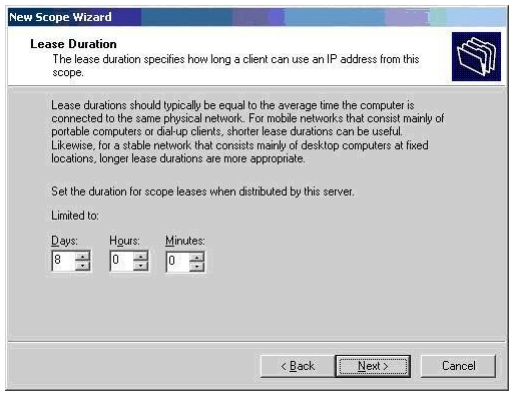 New Scope Wizard
Lease Duration
The lease duration specifies how long a client can use an IP address from this
scope.
Lease durations should typically be equal to the average time the computer is
connected to the same physical network. For mobile networks that consist mainly of
portable computers or dial-up clients, shorter lease durations can be useful.
Likewise, for a stable network that consists mainly of desktop computers at fixed
locations, longer lease durations are more appropriate.
Set the duration for scope leases when distributed by this server.
Limited to:
Days: Hours: Minutes:
8 0 0
< Back Next > Cancel